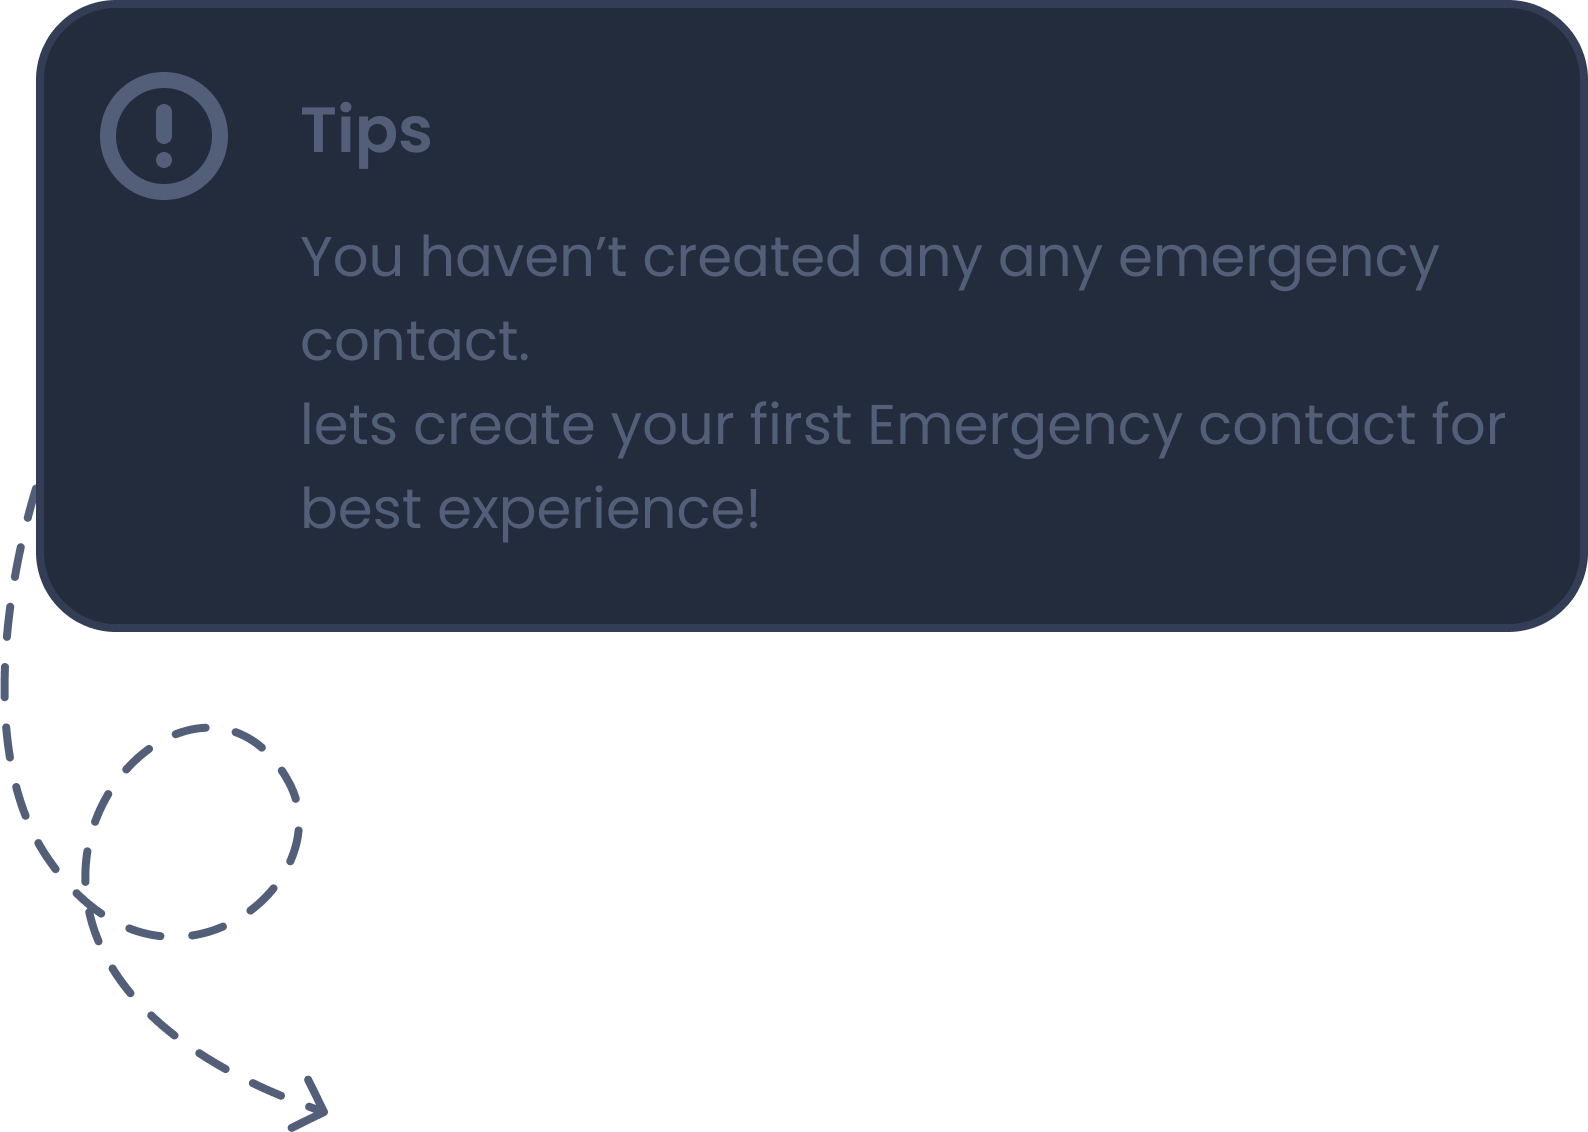 Tips
You haven’t created any any emergency
contact.
lets create your first Emergency contact for
best experience!